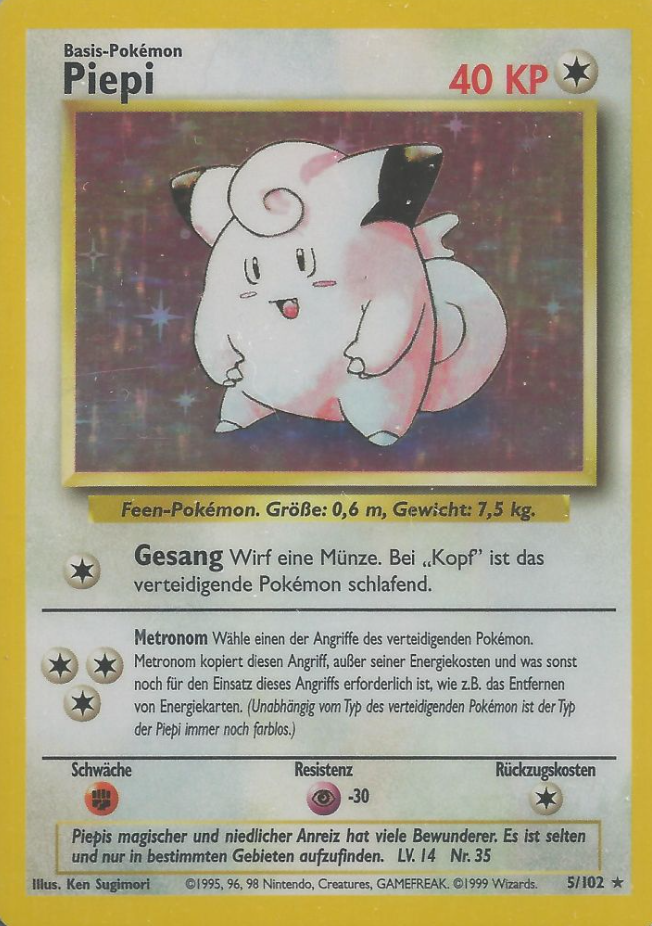 Basis-Pokémon
Piepi
40 KP
Feen-Pokémon. Größe: 0,6 m, Gewicht: 7,5 kg.
Gesang Wirf eine Münze. Bei „Kopf” ist das
verteidigende Pokémon schlafend.
Metronom Wähle einen der Angriffe des verteidigenden Pokémon.
Metronom kopiert diesen Angriff, außer seiner Energiekosten und was sonst
noch für den Einsatz dieses Angriffs erforderlich ist, wie z.B. das Entfernen
von Energiekarten. (Unabhängig vom Typ des verteidigenden Pokémon ist der Typ
der Piepi immer noch farblos.)
Schwäche
Resistenz
Rückzugskosten
-30
Piepis magischer und niedlicher Anreiz hat viele Bewunderer. Es ist selten
und nur in bestimmten Gebieten aufzufinden. LV. 14 Nr. 35
Illus. Ken Sugimori
©1995, 96, 98 Nintendo, Creatures, GAMEFREAK. ©1999 Wizards.
5/102 ★